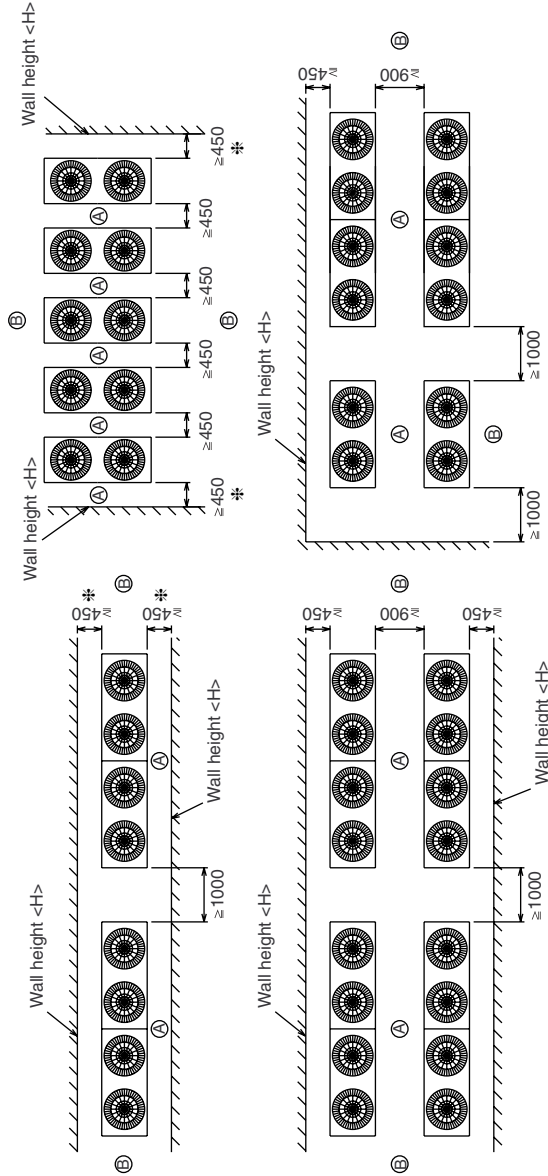 Wall height <H>
≥450 ※
Ⓑ Ⓑ
≥450 ※
Ⓐ Ⓐ
≥1000
Wall height <H>
Wall height <H> Wall height <H>
Ⓑ
Ⓐ Ⓐ Ⓐ Ⓐ Ⓐ
≥450 ≥450 ≥450 ≥450 ≥450 ≥450
※ ※
Ⓑ
Wall height <H>
≥450
Ⓑ Ⓐ ≥900 Ⓐ Ⓑ
≥450
≥1000
Wall height <H>
Wall height <H>
≥450
Ⓐ Ⓐ ≥900 Ⓑ
Ⓑ
≥1000 ≥1000